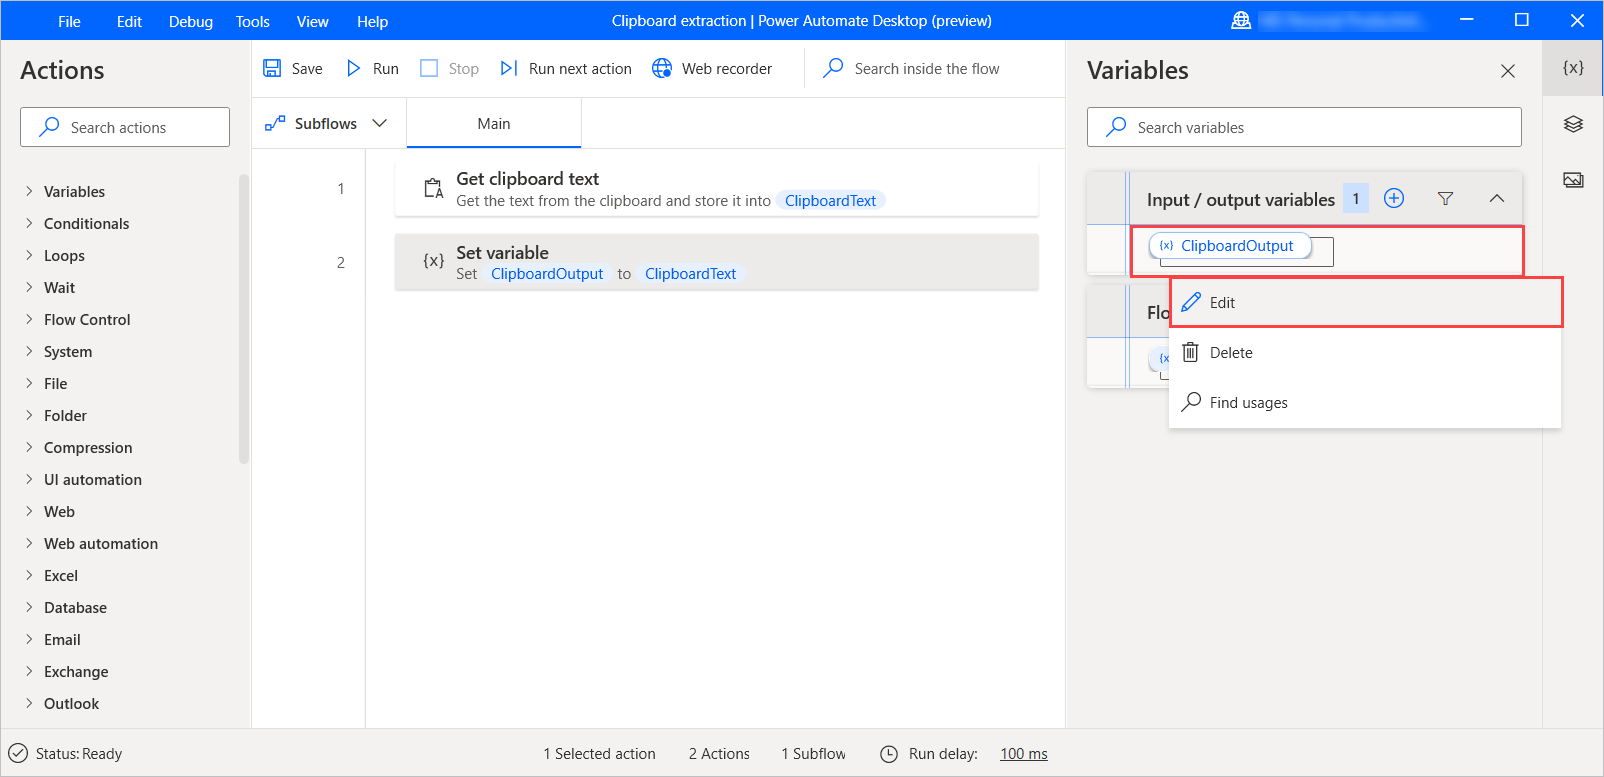 File Edit Debug Tools View Help Clipboard extraction | Power Automate Desktop (preview)
Actions
Search actions
Variables
Conditionals
Loops
Wait
Flow Control
System
File
Folder
Compression
UI automation
Web
Web automation
Excel
Database
Email
Exchange
Outlook
Save Run Stop Run next action Web recorder Search inside the flow
Subflows Main
1 Get clipboard text
Get the text from the clipboard and store it into ClipboardText
2 {x} Set variable
Set ClipboardOutput to ClipboardText
Variables
{x}
Search variables
Input / output variables 1
{x} ClipboardOutput
Flo
{x
Edit
Delete
Find usages
Status: Ready 1 Selected action 2 Actions 1 Subflow Run delay: 100 ms